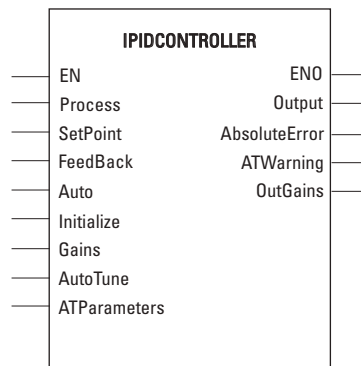 IPIDCONTROLLER
EN
ENO
Process
Output
SetPoint
AbsoluteError
FeedBack
ATWarning
Auto
OutGains
Initialize
Gains
AutoTune
ATParameters